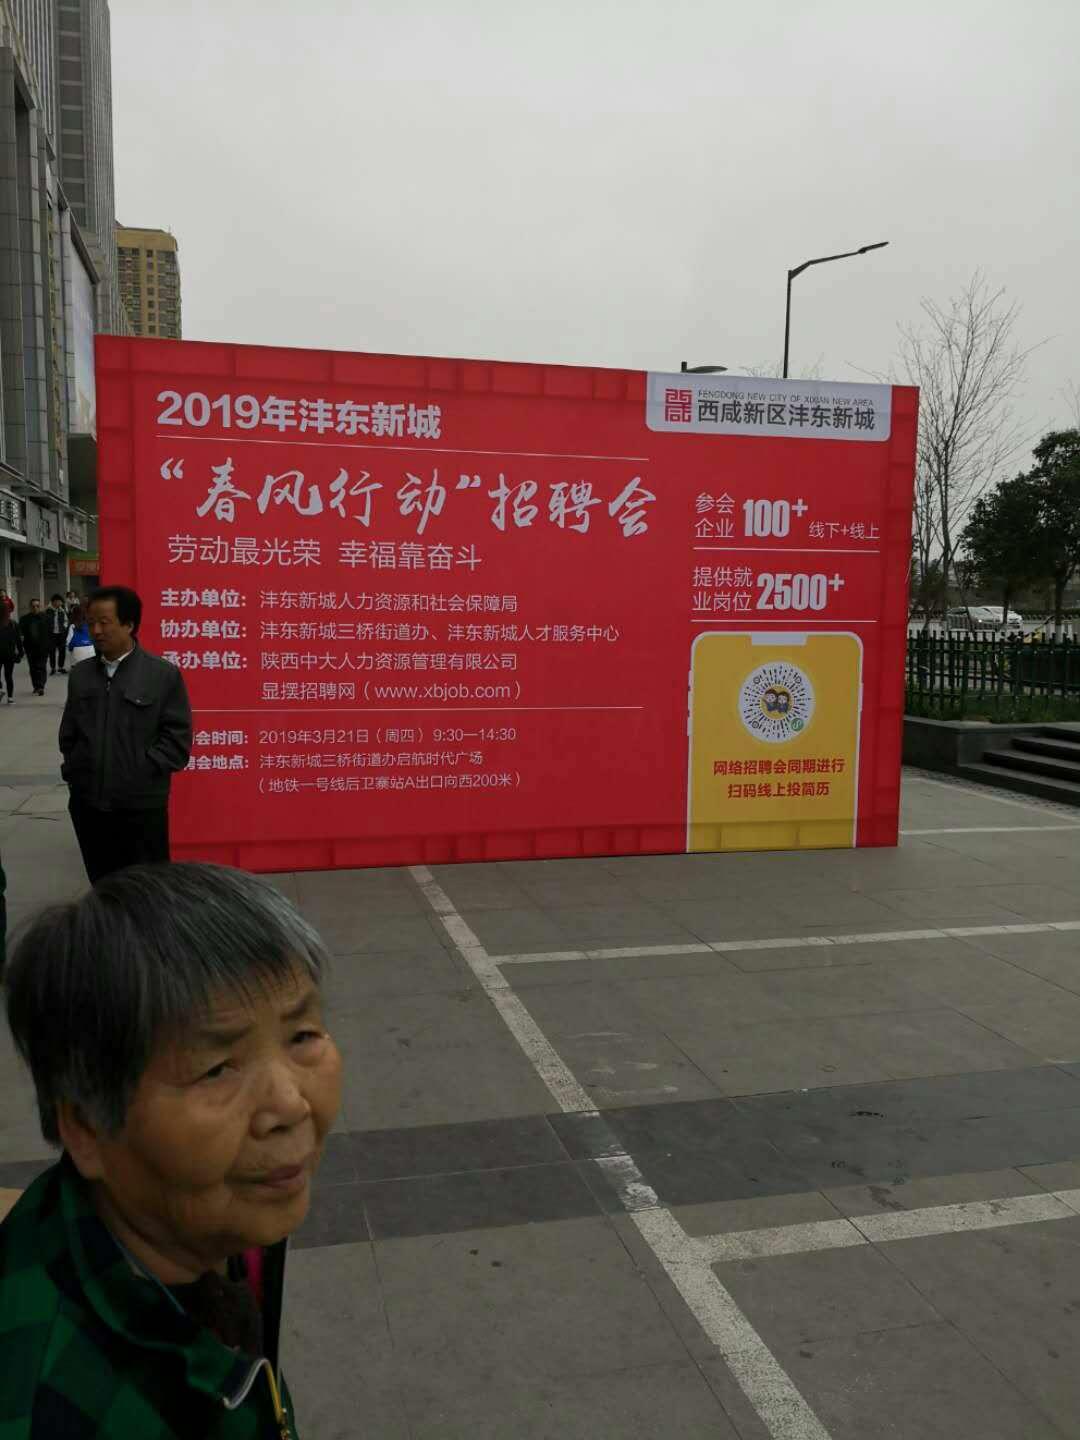 2019年沣东新城
“春风行动”招聘会
劳动最光荣 幸福靠奋斗
主办单位：沣东新城人力资源和社会保障局
协办单位：沣东新城三桥街道办、沣东新城人才服务中心
承办单位：陕西中大人力资源管理有限公司
显摆招聘网（www.xbjob.com）
会时间：2019年3月21日（周四）9:30—14:30
聘会地点：沣东新城三桥街道办启航时代广场
（地铁一号线后卫寨站A出口向西200米）
FENGDONG NEW CITY OF XIXIAN NEW AREA
西咸新区沣东新城
参会
企业 100+ 线下+线上
提供就
业岗位 2500+
网络招聘会同期进行
扫码线上投简历